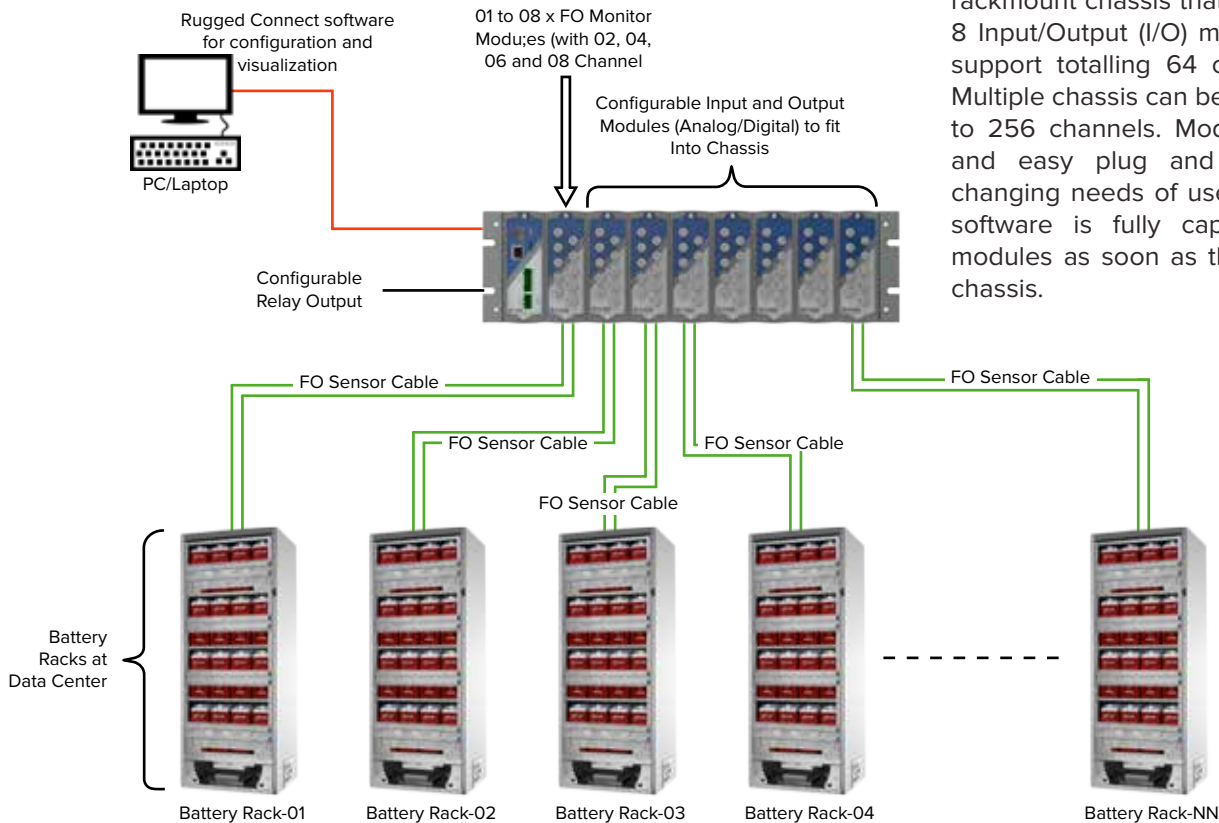 Rugged Connect software
for configuration and
visualization
PC/Laptop
01 to 08 x FO Monitor
Modu;es (with 02, 04,
06 and 08 Channel
Configurable Input and Output
Modules (Analog/Digital) to fit
Into Chassis
rackmount chassis that
8 Input/Output (I/O) m
support totalling 64 c
Multiple chassis can be
to 256 channels. Mod
and easy plug and
changing needs of use
software is fully cap
modules as soon as th
chassis.
Configurable
Relay Output
FO Sensor Cable
FO Sensor Cable
FO Sensor Cable
FO Sensor Cable
FO Sensor Cable
Battery
Racks at
Data Center
Battery Rack-01
Battery Rack-02
Battery Rack-03
Battery Rack-04
Battery Rack-NN